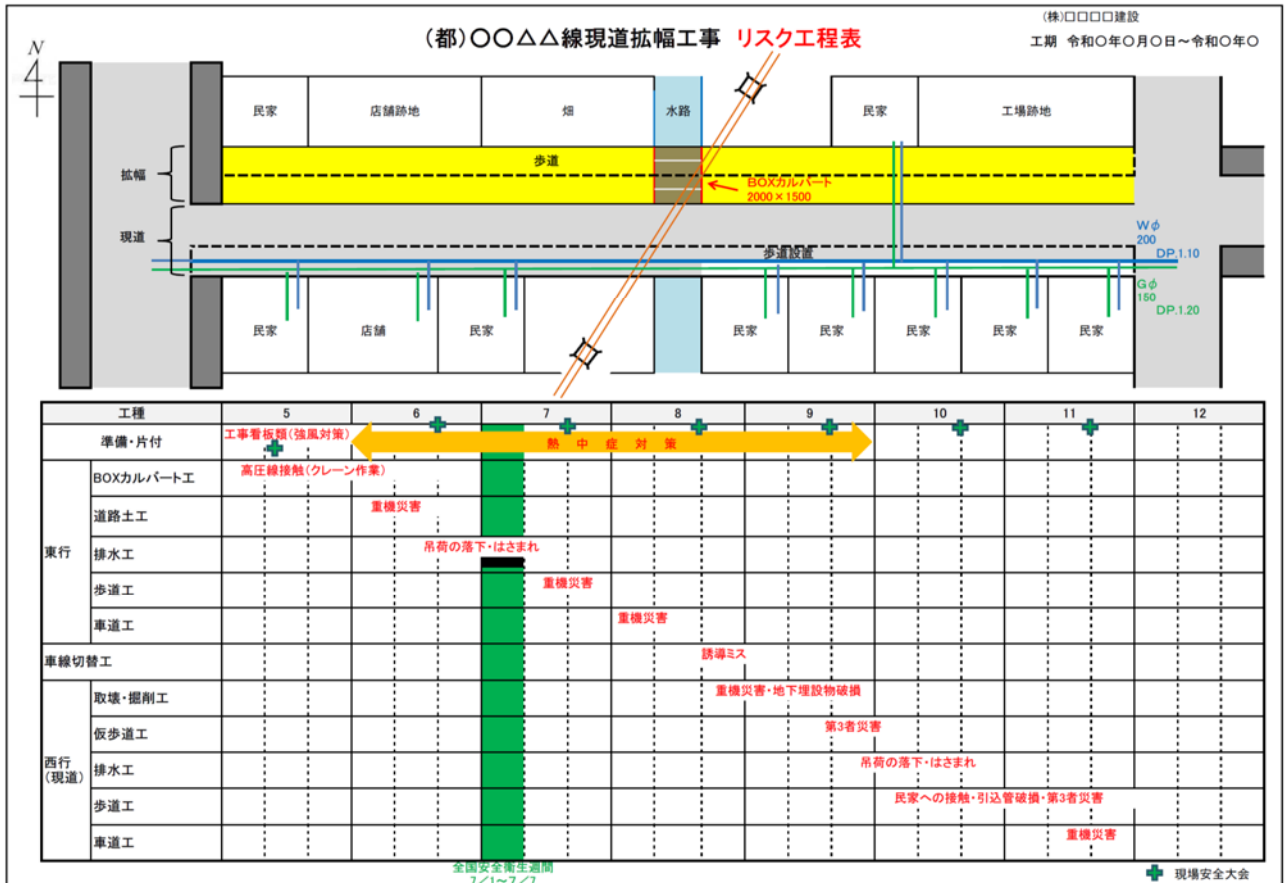 (株)□□□□建設
(都)〇〇△△線現道拡幅工事 リスク工程表
工期 令和〇年〇月〇日～令和〇年〇
N
民家 店舗跡地 畑 水路 民家 工場跡地
歩道
拡幅
BOXカルバート
2000×1500
現道
Wφ
200
DP.1.10
歩道設置
Gφ
150
DP.1.20
民家 店舗 民家 民家 民家 民家 民家 民家
工種 5 6 7 8 9 10 11 12
準備・片付 工事看板類(強風対策) 熱中症対策
東行
BOXカルバート工 高圧線接触(クレーン作業)
道路土工 重機災害
排水工 吊荷の落下・はさまれ
歩道工 重機災害
車道工 重機災害
車線切替工 誘導ミス
西行
(現道)
取壊・掘削工 重機災害・地下埋設物破損
仮歩道工 第3者災害
排水工 吊荷の落下・はさまれ
歩道工 民家への接触・引込管破損・第3者災害
車道工 重機災害
全国安全衛生週間
7/1～7/7
現場安全大会